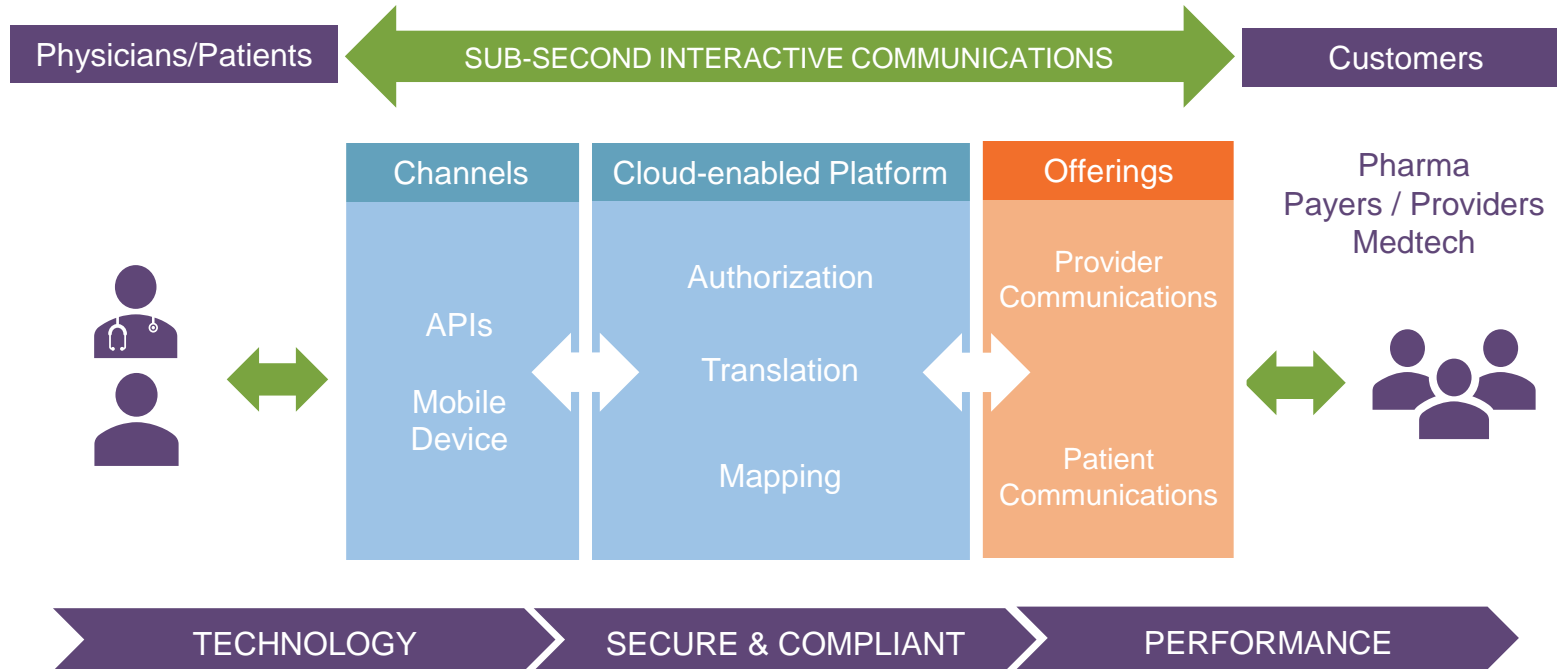 Physicians/Patients
SUB-SECOND INTERACTIVE COMMUNICATIONS
Customers
Channels
APIs
Mobile
Device
Cloud-enabled Platform
Authorization
Translation
Mapping
Offerings
Provider
Communications
Patient
Communications
Pharma
Payers / Providers
Medtech
TECHNOLOGY
SECURE & COMPLIANT
PERFORMANCE